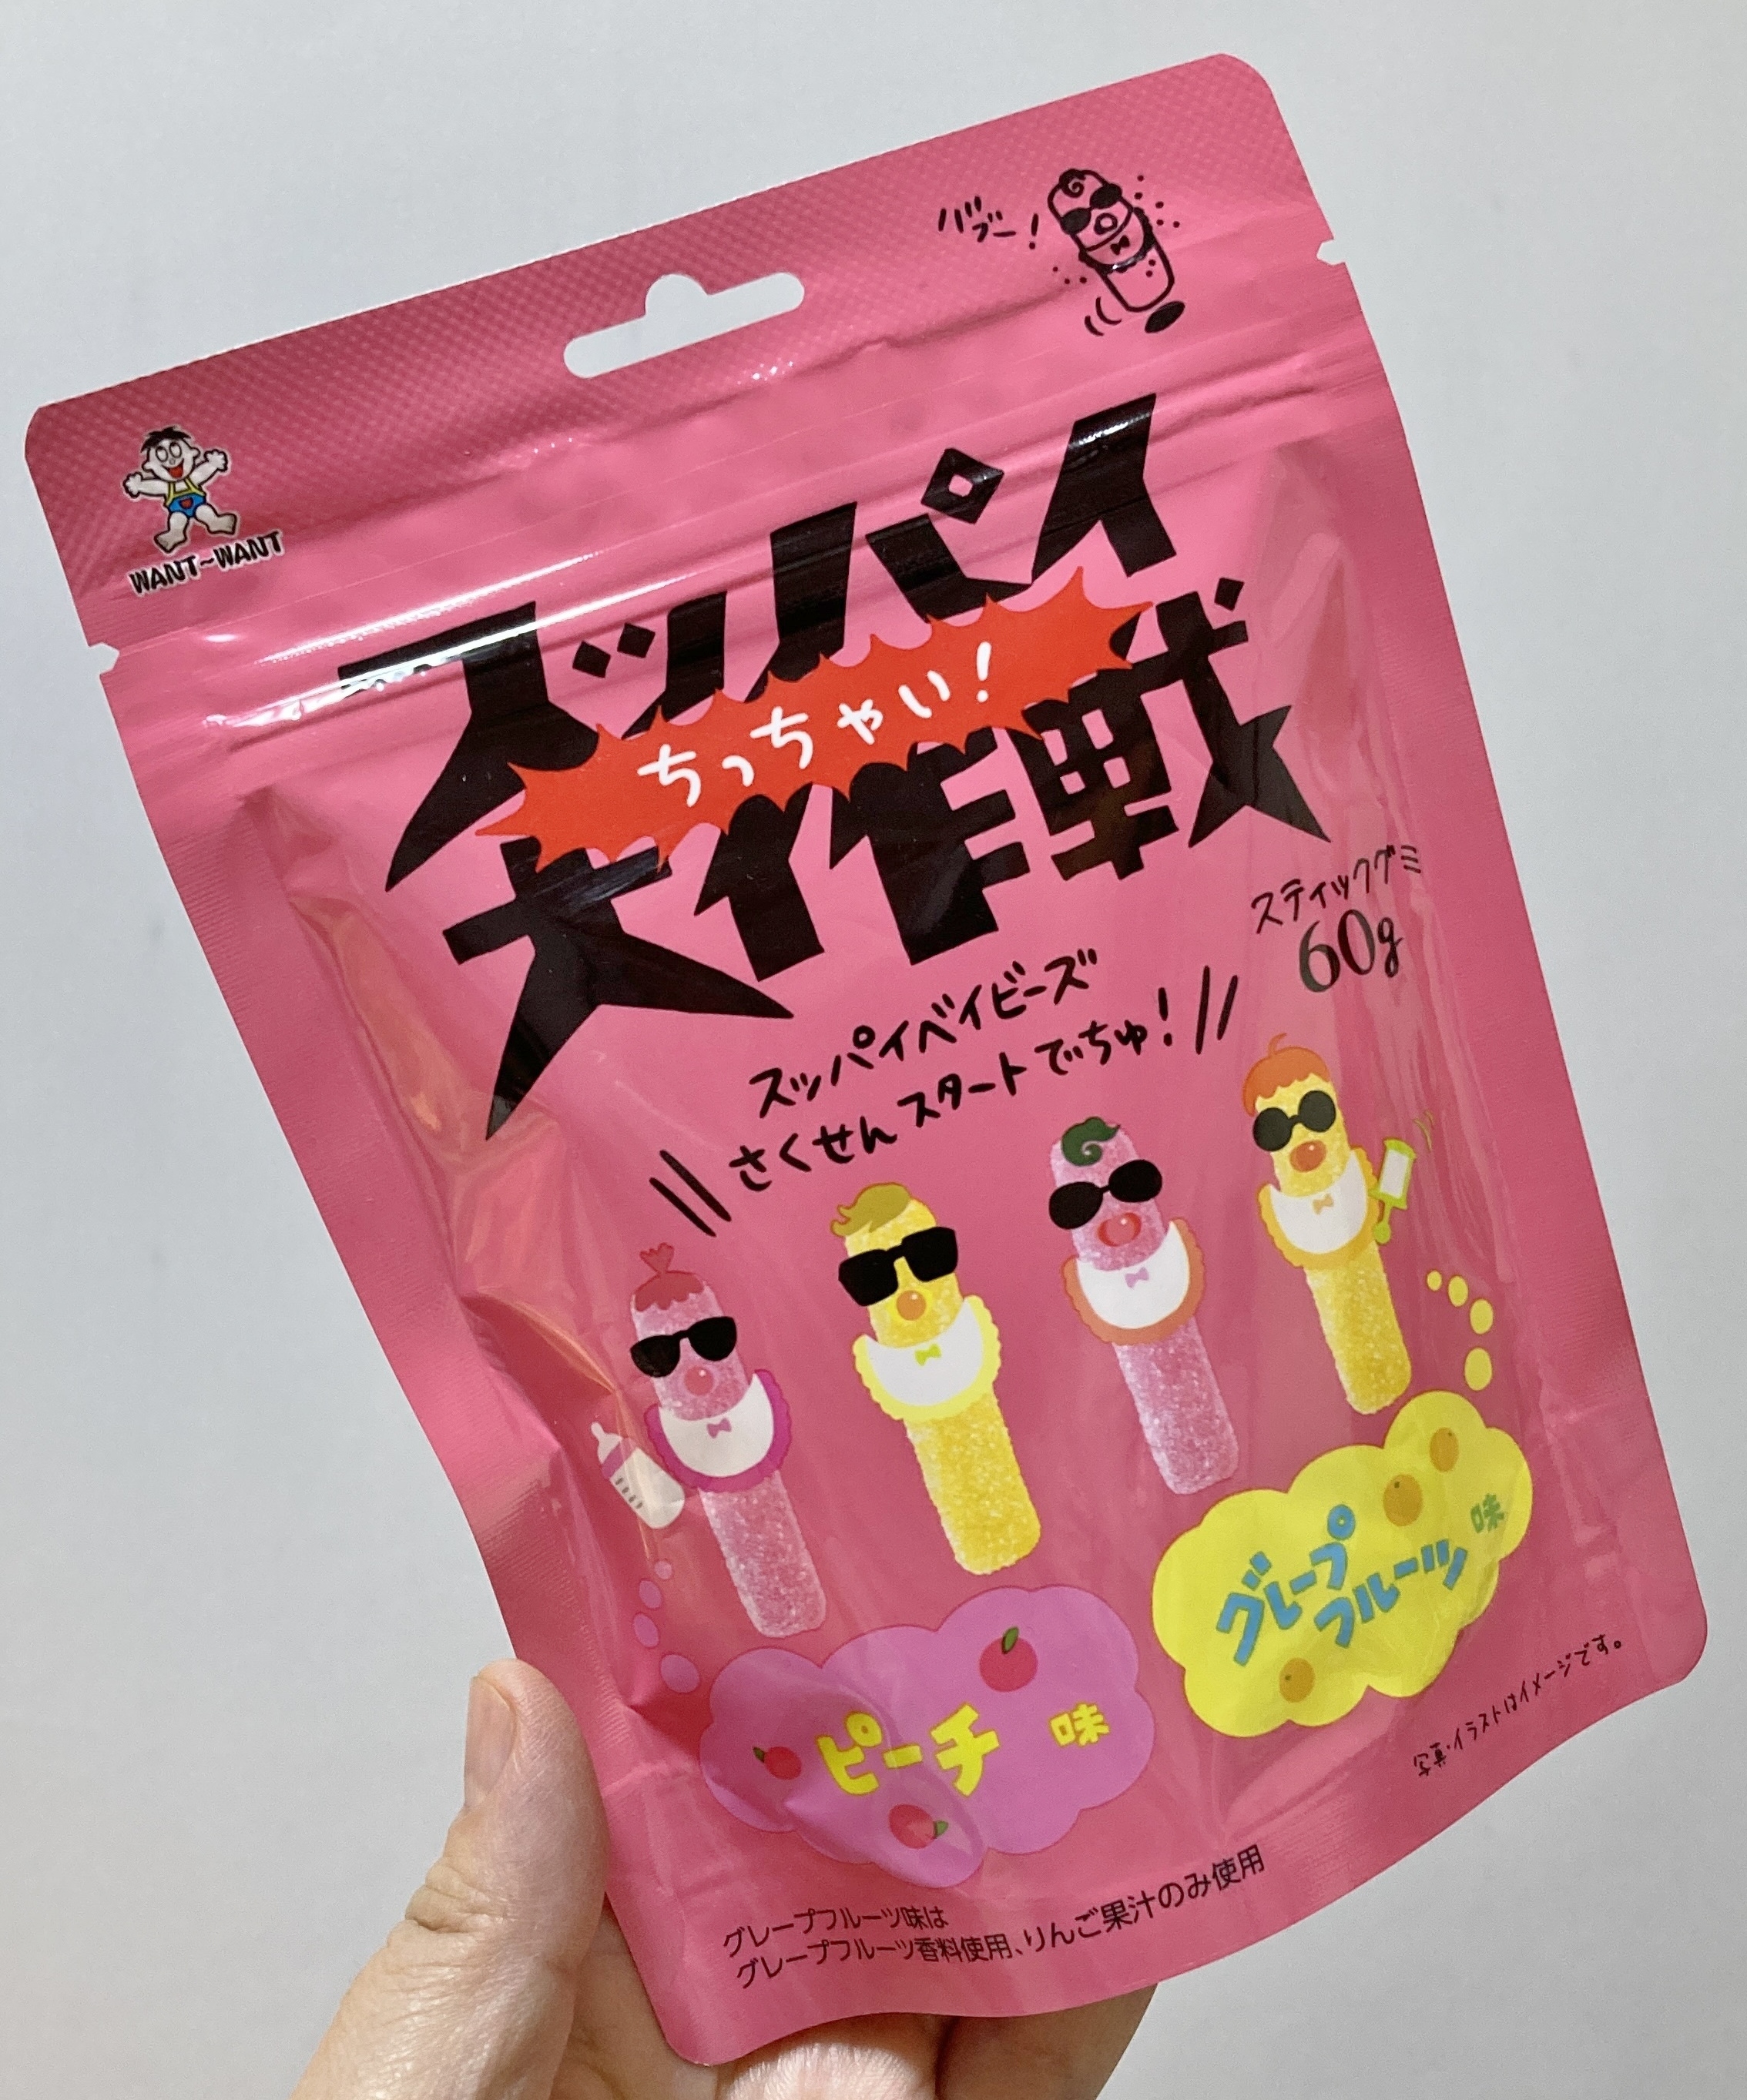 バブー!
WANT~WANT
スッパイ
ちっちゃい!
大作戦
スティックグミ
60g
スッパイベイビーズ
さくせんスタートでちゅ!
グレープ
フルーツ味
ピーチ味
写真・イラストはイメージです。
グレープフルーツ味は
グレープフルーツ香料使用、りんご果汁のみ使用